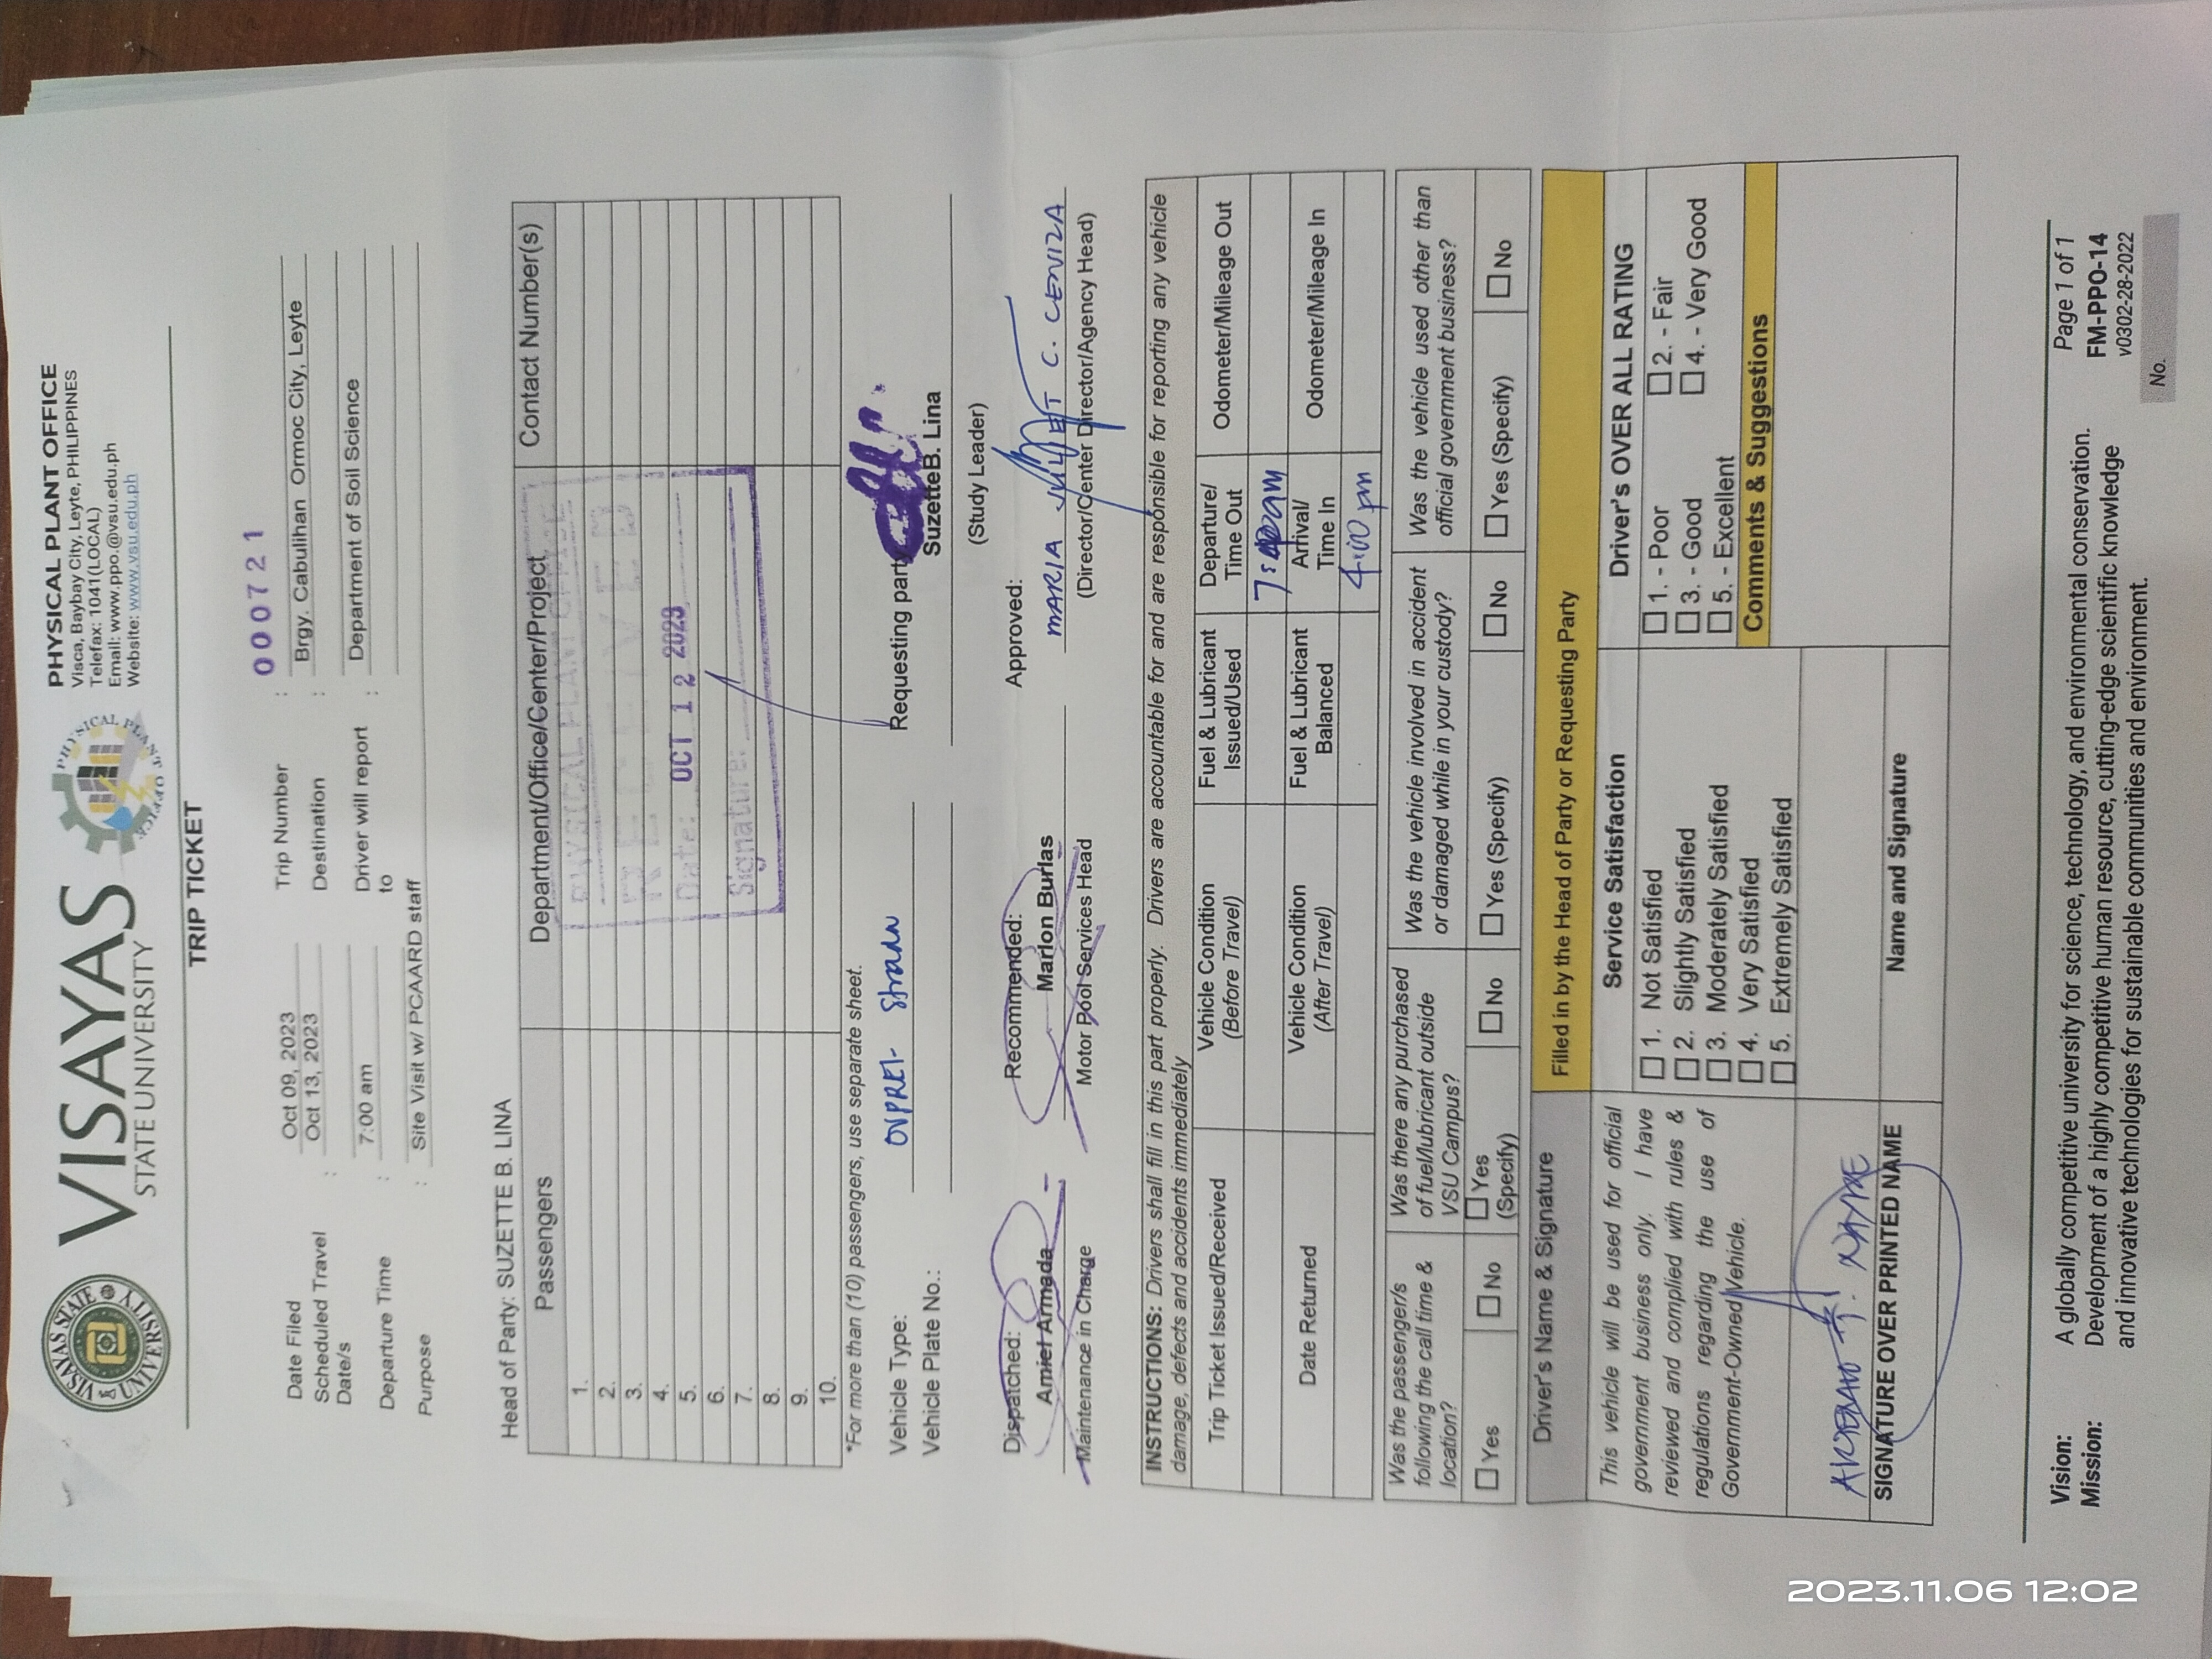 VISAYAS
STATE UNIVERSITY
PHYSICAL PLANT OFFICE
Visca, Baybay City, Leyte, PHILIPPINES
Telefax: 1041(LOCAL)
Email: www.ppo.@vsu.edu.ph
Website: www.vsu.edu.ph
TRIP TICKET
000721
Date Filed Oct 09, 2023 Trip Number :
Scheduled Travel Date/s : Oct 13, 2023 Destination : Brgy. Cabulihan Ormoc City, Leyte
Departure Time : 7:00 am Driver will report to : Department of Soil Science
Purpose : Site Visit w/ PCAARD staff
Head of Party: SUZETTE B. LINA
Passengers Department/Office/Center/Project Contact Number(s)
1.
2.
3.
4.
5.
6.
7.
8.
9.
10.
PHYSICAL PLANT OFFICE
RECEIVED
Date: OCT 12 2023
Signature:
*For more than (10) passengers, use separate sheet.
Vehicle Type: OVPREI- Strada
Vehicle Plate No.:
Requesting party
Suzette B. Lina
(Study Leader)
Dispatched: Recommended: Approved:
Amiel Armada Marlon Burlas MARIA JULIET C. CENIZA
Maintenance in Charge Motor Pool Services Head (Director/Center Director/Agency Head)
INSTRUCTIONS: Drivers shall fill in this part properly. Drivers are accountable for and are responsible for reporting any vehicle
damage, defects and accidents immediately
Trip Ticket Issued/Received Vehicle Condition (Before Travel) Fuel & Lubricant Issued/Used Departure/ Time Out Odometer/Mileage Out
Date Returned Vehicle Condition (After Travel) Fuel & Lubricant Balanced Arrival/ Time In Odometer/Mileage In
4:00 pm
Was the passenger/s following the call time & location? Was there any purchased of fuel/lubricant outside VSU Campus? Was the vehicle involved in accident or damaged while in your custody? Was the vehicle used other than official government business?
☐ Yes ☐ No ☐ Yes (Specify) ☐ No ☐ Yes (Specify) ☐ No ☐ Yes (Specify) ☐ No
Driver's Name & Signature Filled in by the Head of Party or Requesting Party
This vehicle will be used for official
government business only. I have
reviewed and complied with rules &
regulations regarding the use of
Government-Owned Vehicle.
SIGNATURE OVER PRINTED NAME
Service Satisfaction
☐ 1. Not Satisfied
☐ 2. Slightly Satisfied
☐ 3. Moderately Satisfied
☐ 4. Very Satisfied
☐ 5. Extremely Satisfied
Name and Signature
Driver's OVER ALL RATING
☐ 1. - Poor ☐ 2. - Fair
☐ 3. - Good ☐ 4. - Very Good
☐ 5. - Excellent
Comments & Suggestions
Vision: A globally competitive university for science, technology, and environmental conservation.
Mission: Development of a highly competitive human resource, cutting-edge scientific knowledge
and innovative technologies for sustainable communities and environment.
Page 1 of 1
FM-PPO-14
v0302-28-2022
No.
2023.11.06 12:02